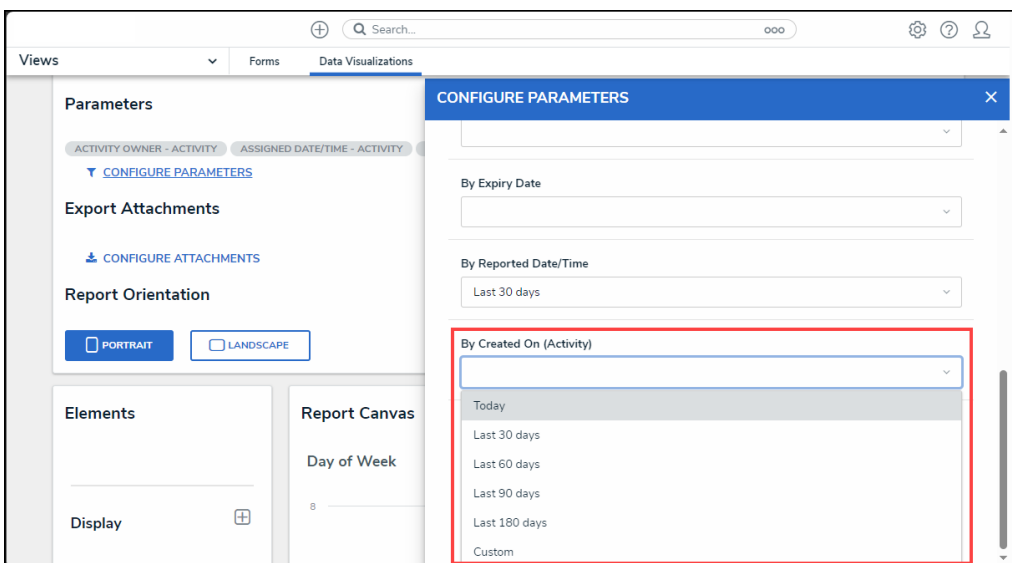 Search...
Views
Forms
Data Visualizations
Parameters
ACTIVITY OWNER - ACTIVITY
ASSIGNED DATE/TIME - ACTIVITY
CONFIGURE PARAMETERS
Export Attachments
CONFIGURE ATTACHMENTS
Report Orientation
PORTRAIT
LANDSCAPE
Elements
Display
Report Canvas
Day of Week
8
CONFIGURE PARAMETERS
By Expiry Date
By Reported Date/Time
Last 30 days
By Created On (Activity)
Today
Last 30 days
Last 60 days
Last 90 days
Last 180 days
Custom